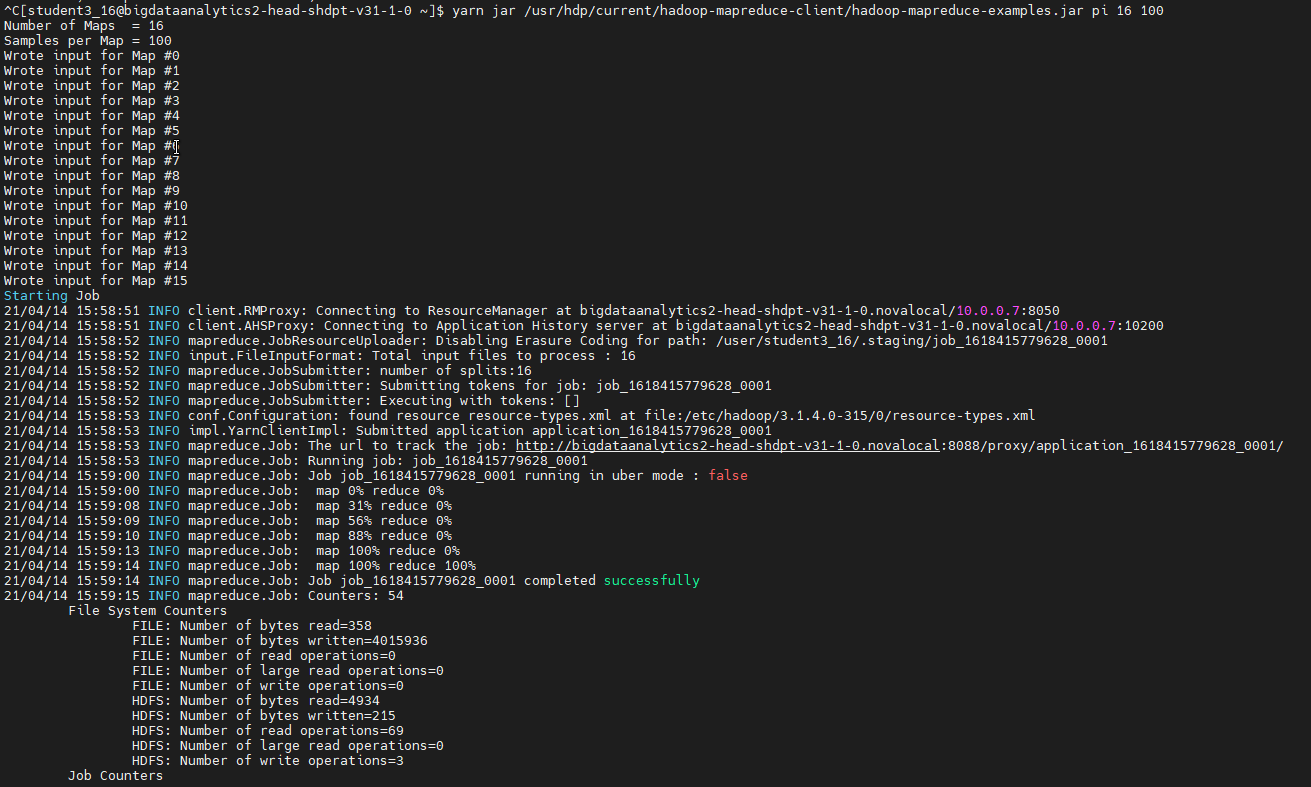 ^C[student3_16@bigdataanalytics2-head-shdpt-v31-1-0 ~]$ yarn jar /usr/hdp/current/hadoop-mapreduce-client/hadoop-mapreduce-examples.jar pi 16 100
Number of Maps  = 16
Samples per Map = 100
Wrote input for Map #0
Wrote input for Map #1
Wrote input for Map #2
Wrote input for Map #3
Wrote input for Map #4
Wrote input for Map #5
Wrote input for Map #6
Wrote input for Map #7
Wrote input for Map #8
Wrote input for Map #9
Wrote input for Map #10
Wrote input for Map #11
Wrote input for Map #12
Wrote input for Map #13
Wrote input for Map #14
Wrote input for Map #15
Starting Job
21/04/14 15:58:51 INFO client.RMProxy: Connecting to ResourceManager at bigdataanalytics2-head-shdpt-v31-1-0.novalocal/10.0.0.7:8050
21/04/14 15:58:51 INFO client.AHSProxy: Connecting to Application History server at bigdataanalytics2-head-shdpt-v31-1-0.novalocal/10.0.0.7:10200
21/04/14 15:58:52 INFO mapreduce.JobResourceUploader: Disabling Erasure Coding for path: /user/student3_16/.staging/job_1618415779628_0001
21/04/14 15:58:52 INFO input.FileInputFormat: Total input files to process : 16
21/04/14 15:58:52 INFO mapreduce.JobSubmitter: number of splits:16
21/04/14 15:58:52 INFO mapreduce.JobSubmitter: Submitting tokens for job: job_1618415779628_0001
21/04/14 15:58:52 INFO mapreduce.JobSubmitter: Executing with tokens: []
21/04/14 15:58:53 INFO conf.Configuration: found resource resource-types.xml at file:/etc/hadoop/3.1.4.0-315/0/resource-types.xml
21/04/14 15:58:53 INFO impl.YarnClientImpl: Submitted application application_1618415779628_0001
21/04/14 15:58:53 INFO mapreduce.Job: The url to track the job: http://bigdataanalytics2-head-shdpt-v31-1-0.novalocal:8088/proxy/application_1618415779628_0001/
21/04/14 15:58:53 INFO mapreduce.Job: Running job: job_1618415779628_0001
21/04/14 15:59:00 INFO mapreduce.Job: Job job_1618415779628_0001 running in uber mode : false
21/04/14 15:59:00 INFO mapreduce.Job:  map 0% reduce 0%
21/04/14 15:59:08 INFO mapreduce.Job:  map 31% reduce 0%
21/04/14 15:59:09 INFO mapreduce.Job:  map 56% reduce 0%
21/04/14 15:59:10 INFO mapreduce.Job:  map 88% reduce 0%
21/04/14 15:59:13 INFO mapreduce.Job:  map 100% reduce 0%
21/04/14 15:59:14 INFO mapreduce.Job:  map 100% reduce 100%
21/04/14 15:59:14 INFO mapreduce.Job: Job job_1618415779628_0001 completed successfully
21/04/14 15:59:15 INFO mapreduce.Job: Counters: 54
File System Counters
FILE: Number of bytes read=358
FILE: Number of bytes written=4015936
FILE: Number of read operations=0
FILE: Number of large read operations=0
FILE: Number of write operations=0
HDFS: Number of bytes read=4934
HDFS: Number of bytes written=215
HDFS: Number of read operations=69
HDFS: Number of large read operations=0
HDFS: Number of write operations=3
Job Counters